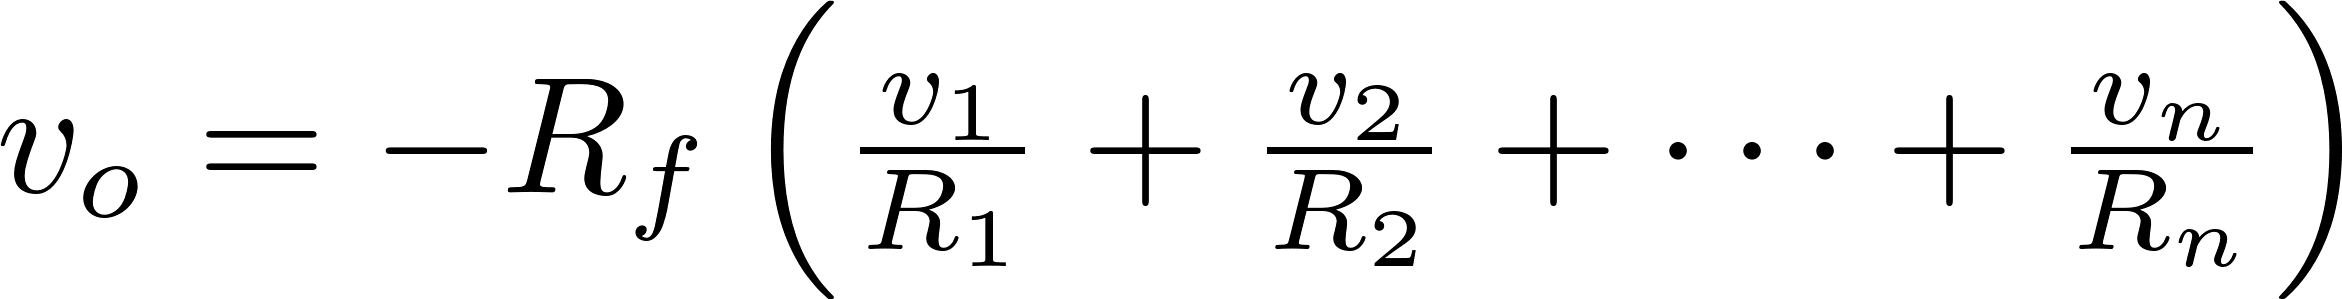 v_o = -R_f \left( \frac{v_1}{R_1} + \frac{v_2}{R_2} + \cdots + \frac{v_n}{R_n} \right)